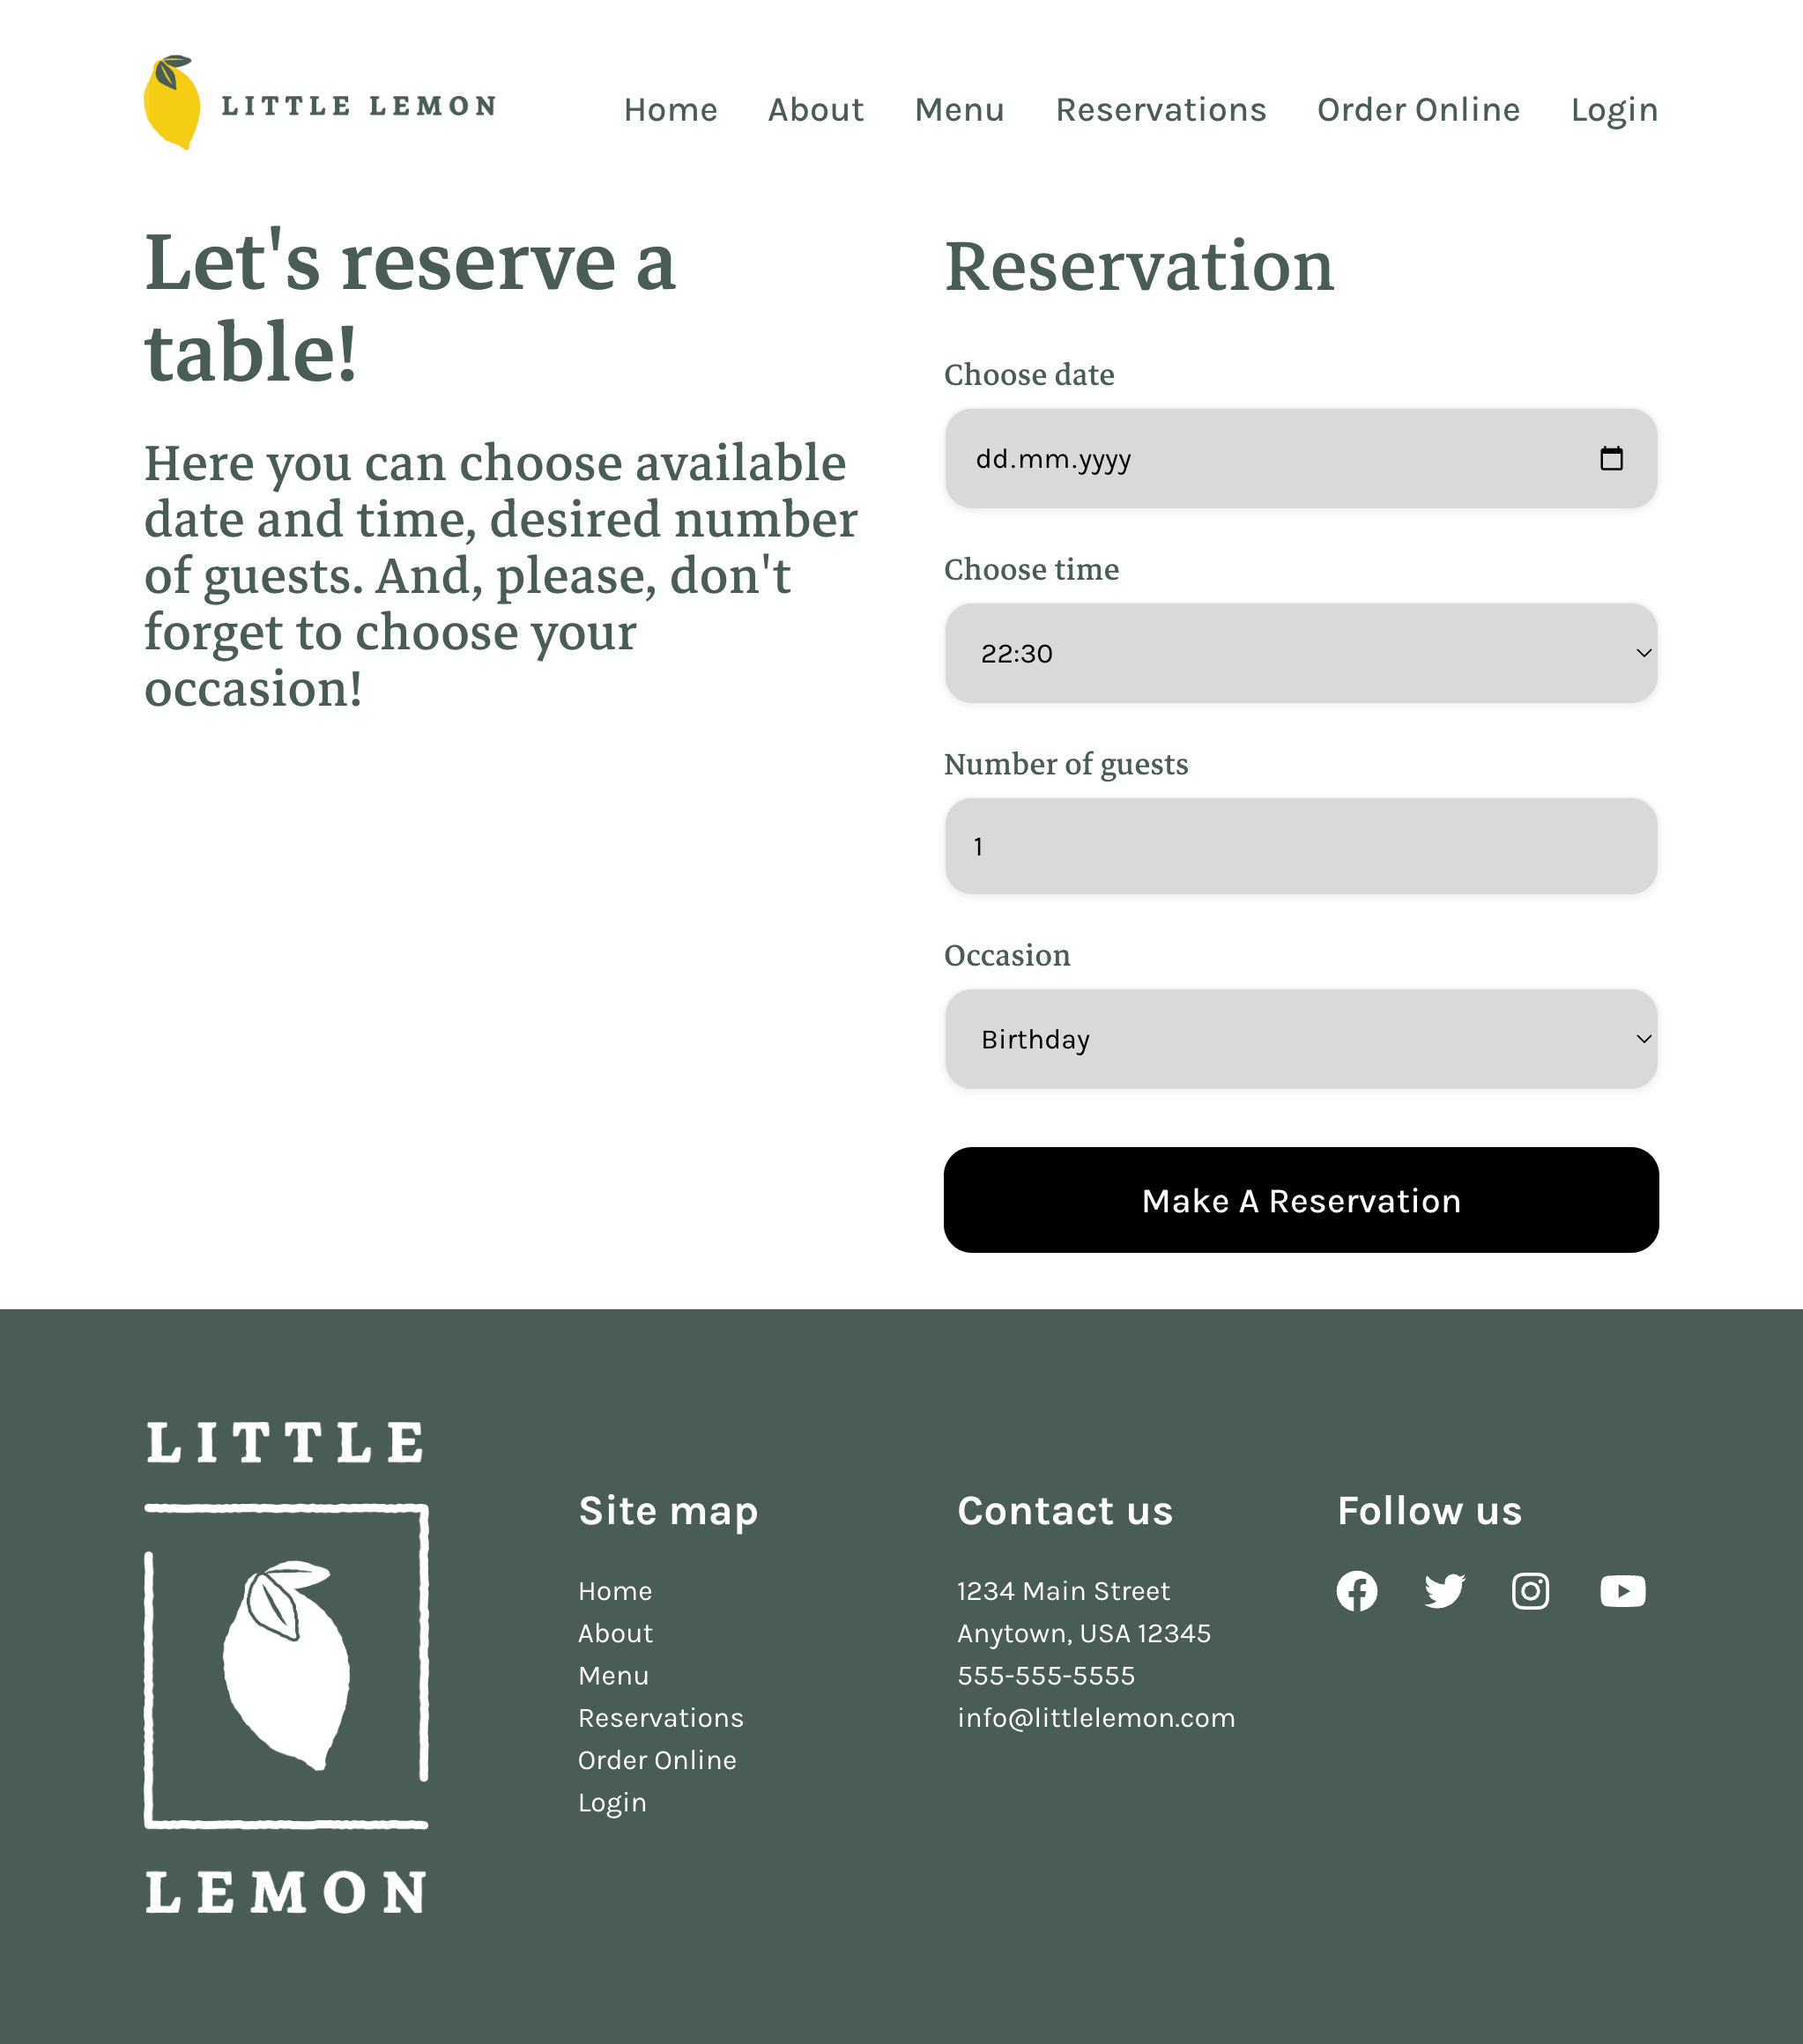 LITTLE LEMON
Home About Menu Reservations Order Online Login
Let's reserve a
table!
Here you can choose available
date and time, desired number
of guests. And, please, don't
forget to choose your
occasion!
Reservation
Choose date
dd.mm.yyyy
Choose time
22:30
Number of guests
1
Occasion
Birthday
Make A Reservation
LITTLE
LEMON
Site map
Home
About
Menu
Reservations
Order Online
Login
Contact us
1234 Main Street
Anytown, USA 12345
555-555-5555
info@littlelemon.com
Follow us